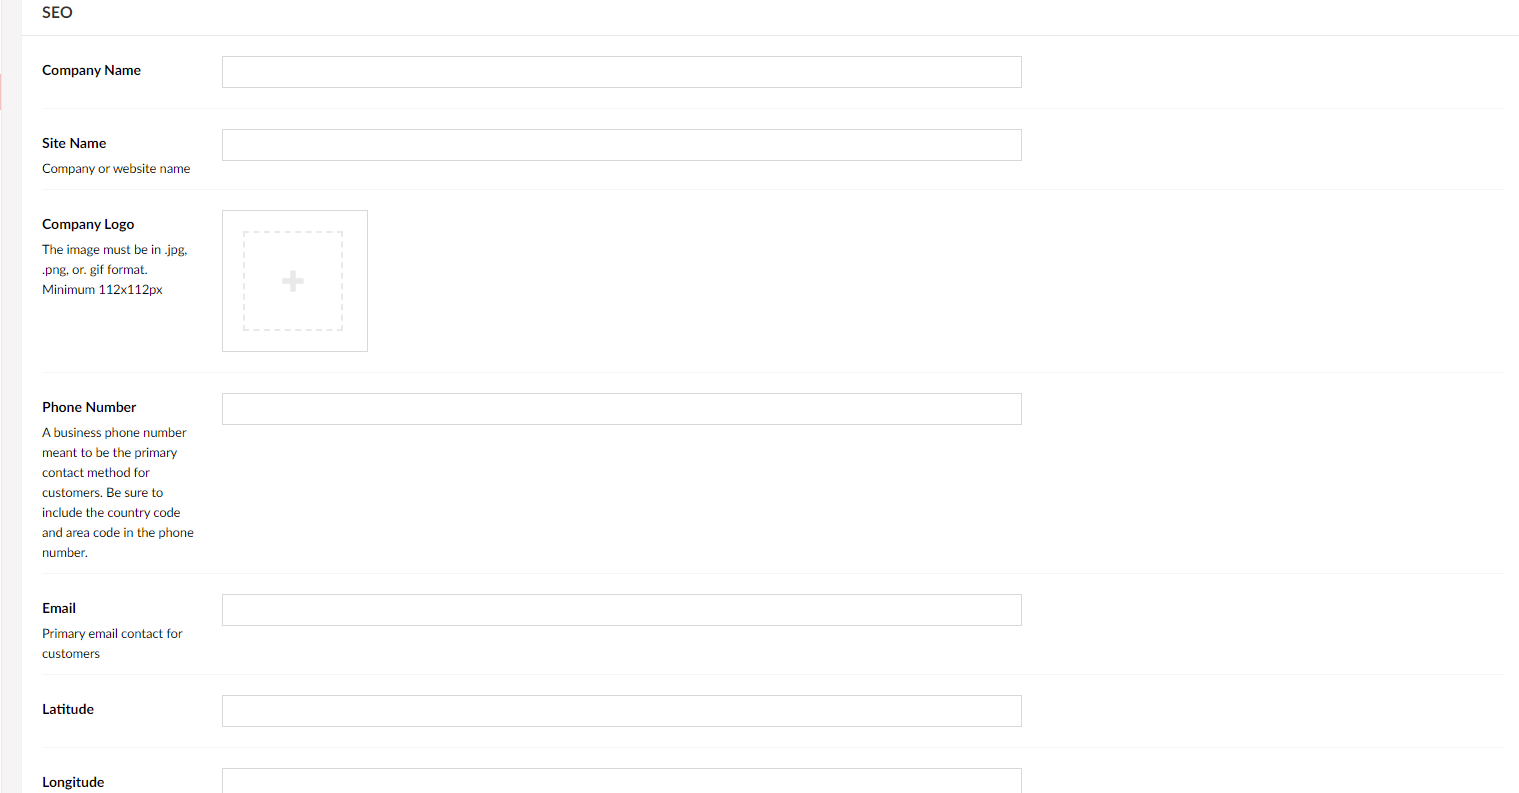 SEO
Company Name
Site Name
Company or website name
Company Logo
The image must be in .jpg,
.png, or. gif format.
Minimum 112x112px
Phone Number
A business phone number
meant to be the primary
contact method for
customers. Be sure to
include the country code
and area code in the phone
number.
Email
Primary email contact for
customers
Latitude
Longitude